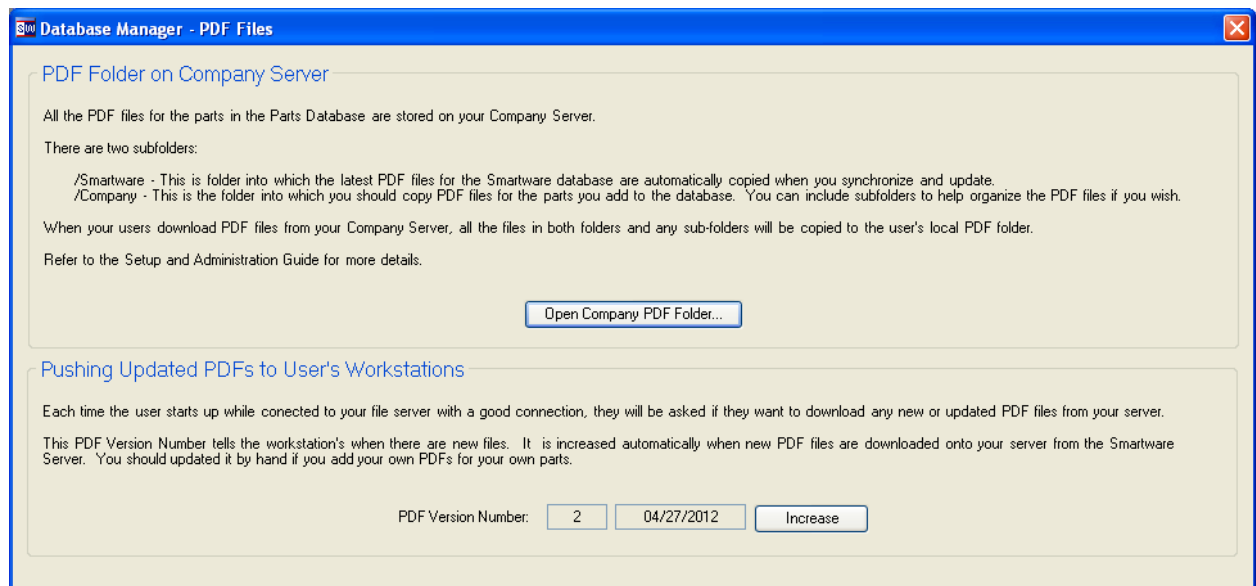 SW Database Manager - PDF Files
PDF Folder on Company Server
All the PDF files for the parts in the Parts Database are stored on your Company Server.
There are two subfolders:
/Smartware - This is folder into which the latest PDF files for the Smartware database are automatically copied when you synchronize and update.
/Company - This is the folder into which you should copy PDF files for the parts you add to the database. You can include subfolders to help organize the PDF files if you wish.
When your users download PDF files from your Company Server, all the files in both folders and any sub-folders will be copied to the user's local PDF folder.
Refer to the Setup and Administration Guide for more details.
Open Company PDF Folder...
Pushing Updated PDFs to User's Workstations
Each time the user starts up while conected to your file server with a good connection, they will be asked if they want to download any new or updated PDF files from your server.
This PDF Version Number tells the workstation's when there are new files. It is increased automatically when new PDF files are downloaded onto your server from the Smartware
Server. You should updated it by hand if you add your own PDFs for your own parts.
PDF Version Number: 2 04/27/2012 Increase